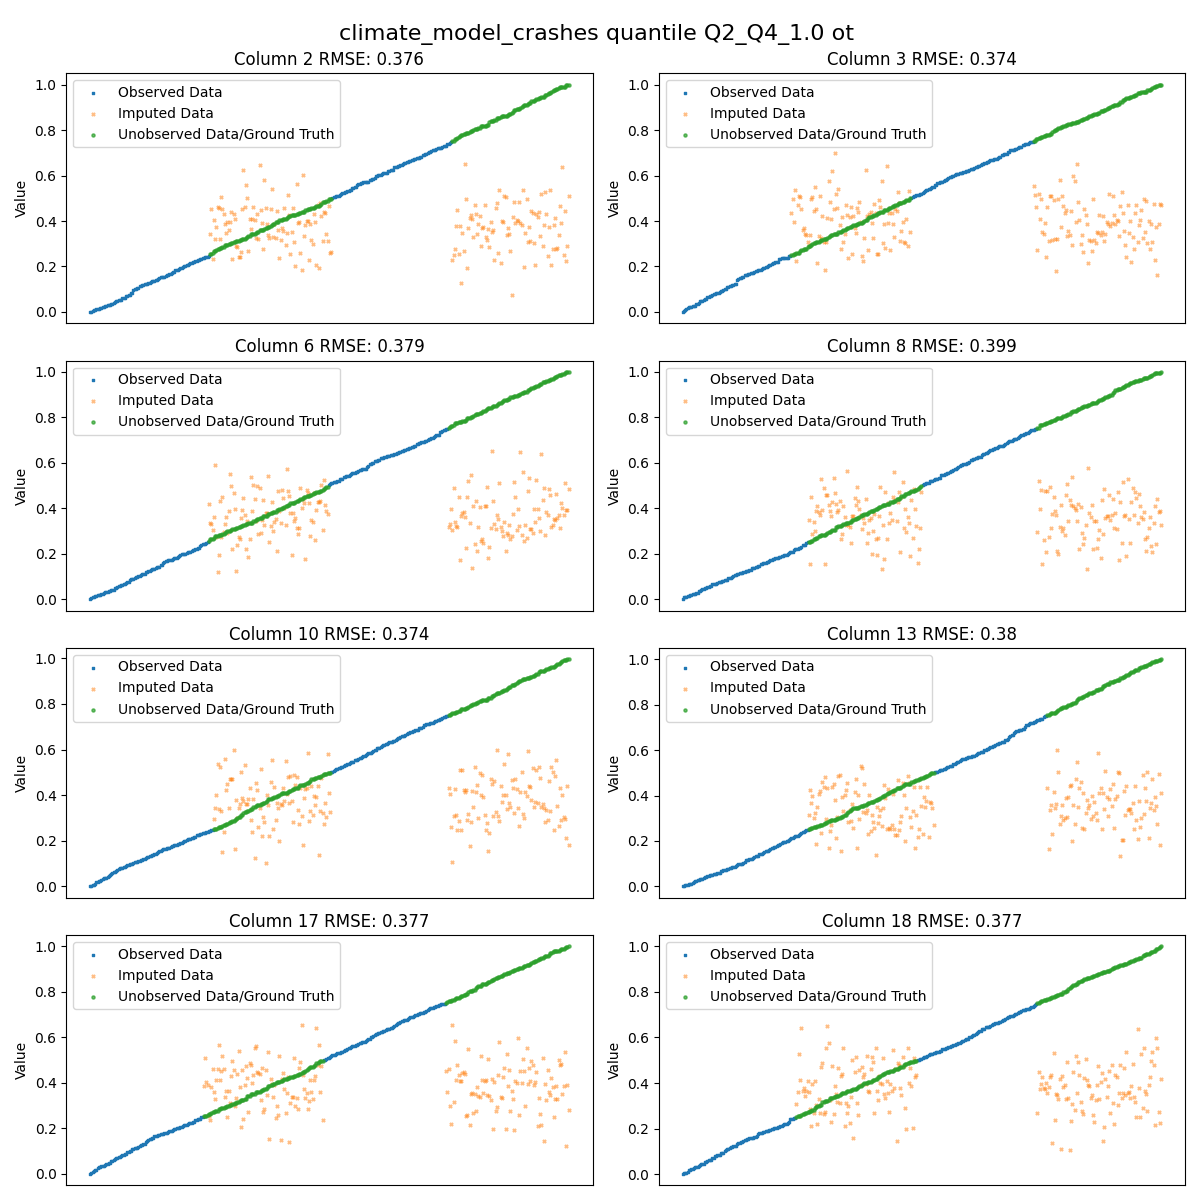 climate_model_crashes quantile Q2_Q4_1.0 ot
Column 2 RMSE: 0.376
1.0
0.8
0.6
0.4
0.2
0.0
Value
Observed Data
Imputed Data
Unobserved Data/Ground Truth
Column 3 RMSE: 0.374
1.0
0.8
0.6
0.4
0.2
0.0
Value
Observed Data
Imputed Data
Unobserved Data/Ground Truth
Column 6 RMSE: 0.379
1.0
0.8
0.6
0.4
0.2
0.0
Value
Observed Data
Imputed Data
Unobserved Data/Ground Truth
Column 8 RMSE: 0.399
1.0
0.8
0.6
0.4
0.2
0.0
Value
Observed Data
Imputed Data
Unobserved Data/Ground Truth
Column 10 RMSE: 0.374
1.0
0.8
0.6
0.4
0.2
0.0
Value
Observed Data
Imputed Data
Unobserved Data/Ground Truth
Column 13 RMSE: 0.38
1.0
0.8
0.6
0.4
0.2
0.0
Value
Observed Data
Imputed Data
Unobserved Data/Ground Truth
Column 17 RMSE: 0.377
1.0
0.8
0.6
0.4
0.2
0.0
Value
Observed Data
Imputed Data
Unobserved Data/Ground Truth
Column 18 RMSE: 0.377
1.0
0.8
0.6
0.4
0.2
0.0
Value
Observed Data
Imputed Data
Unobserved Data/Ground Truth